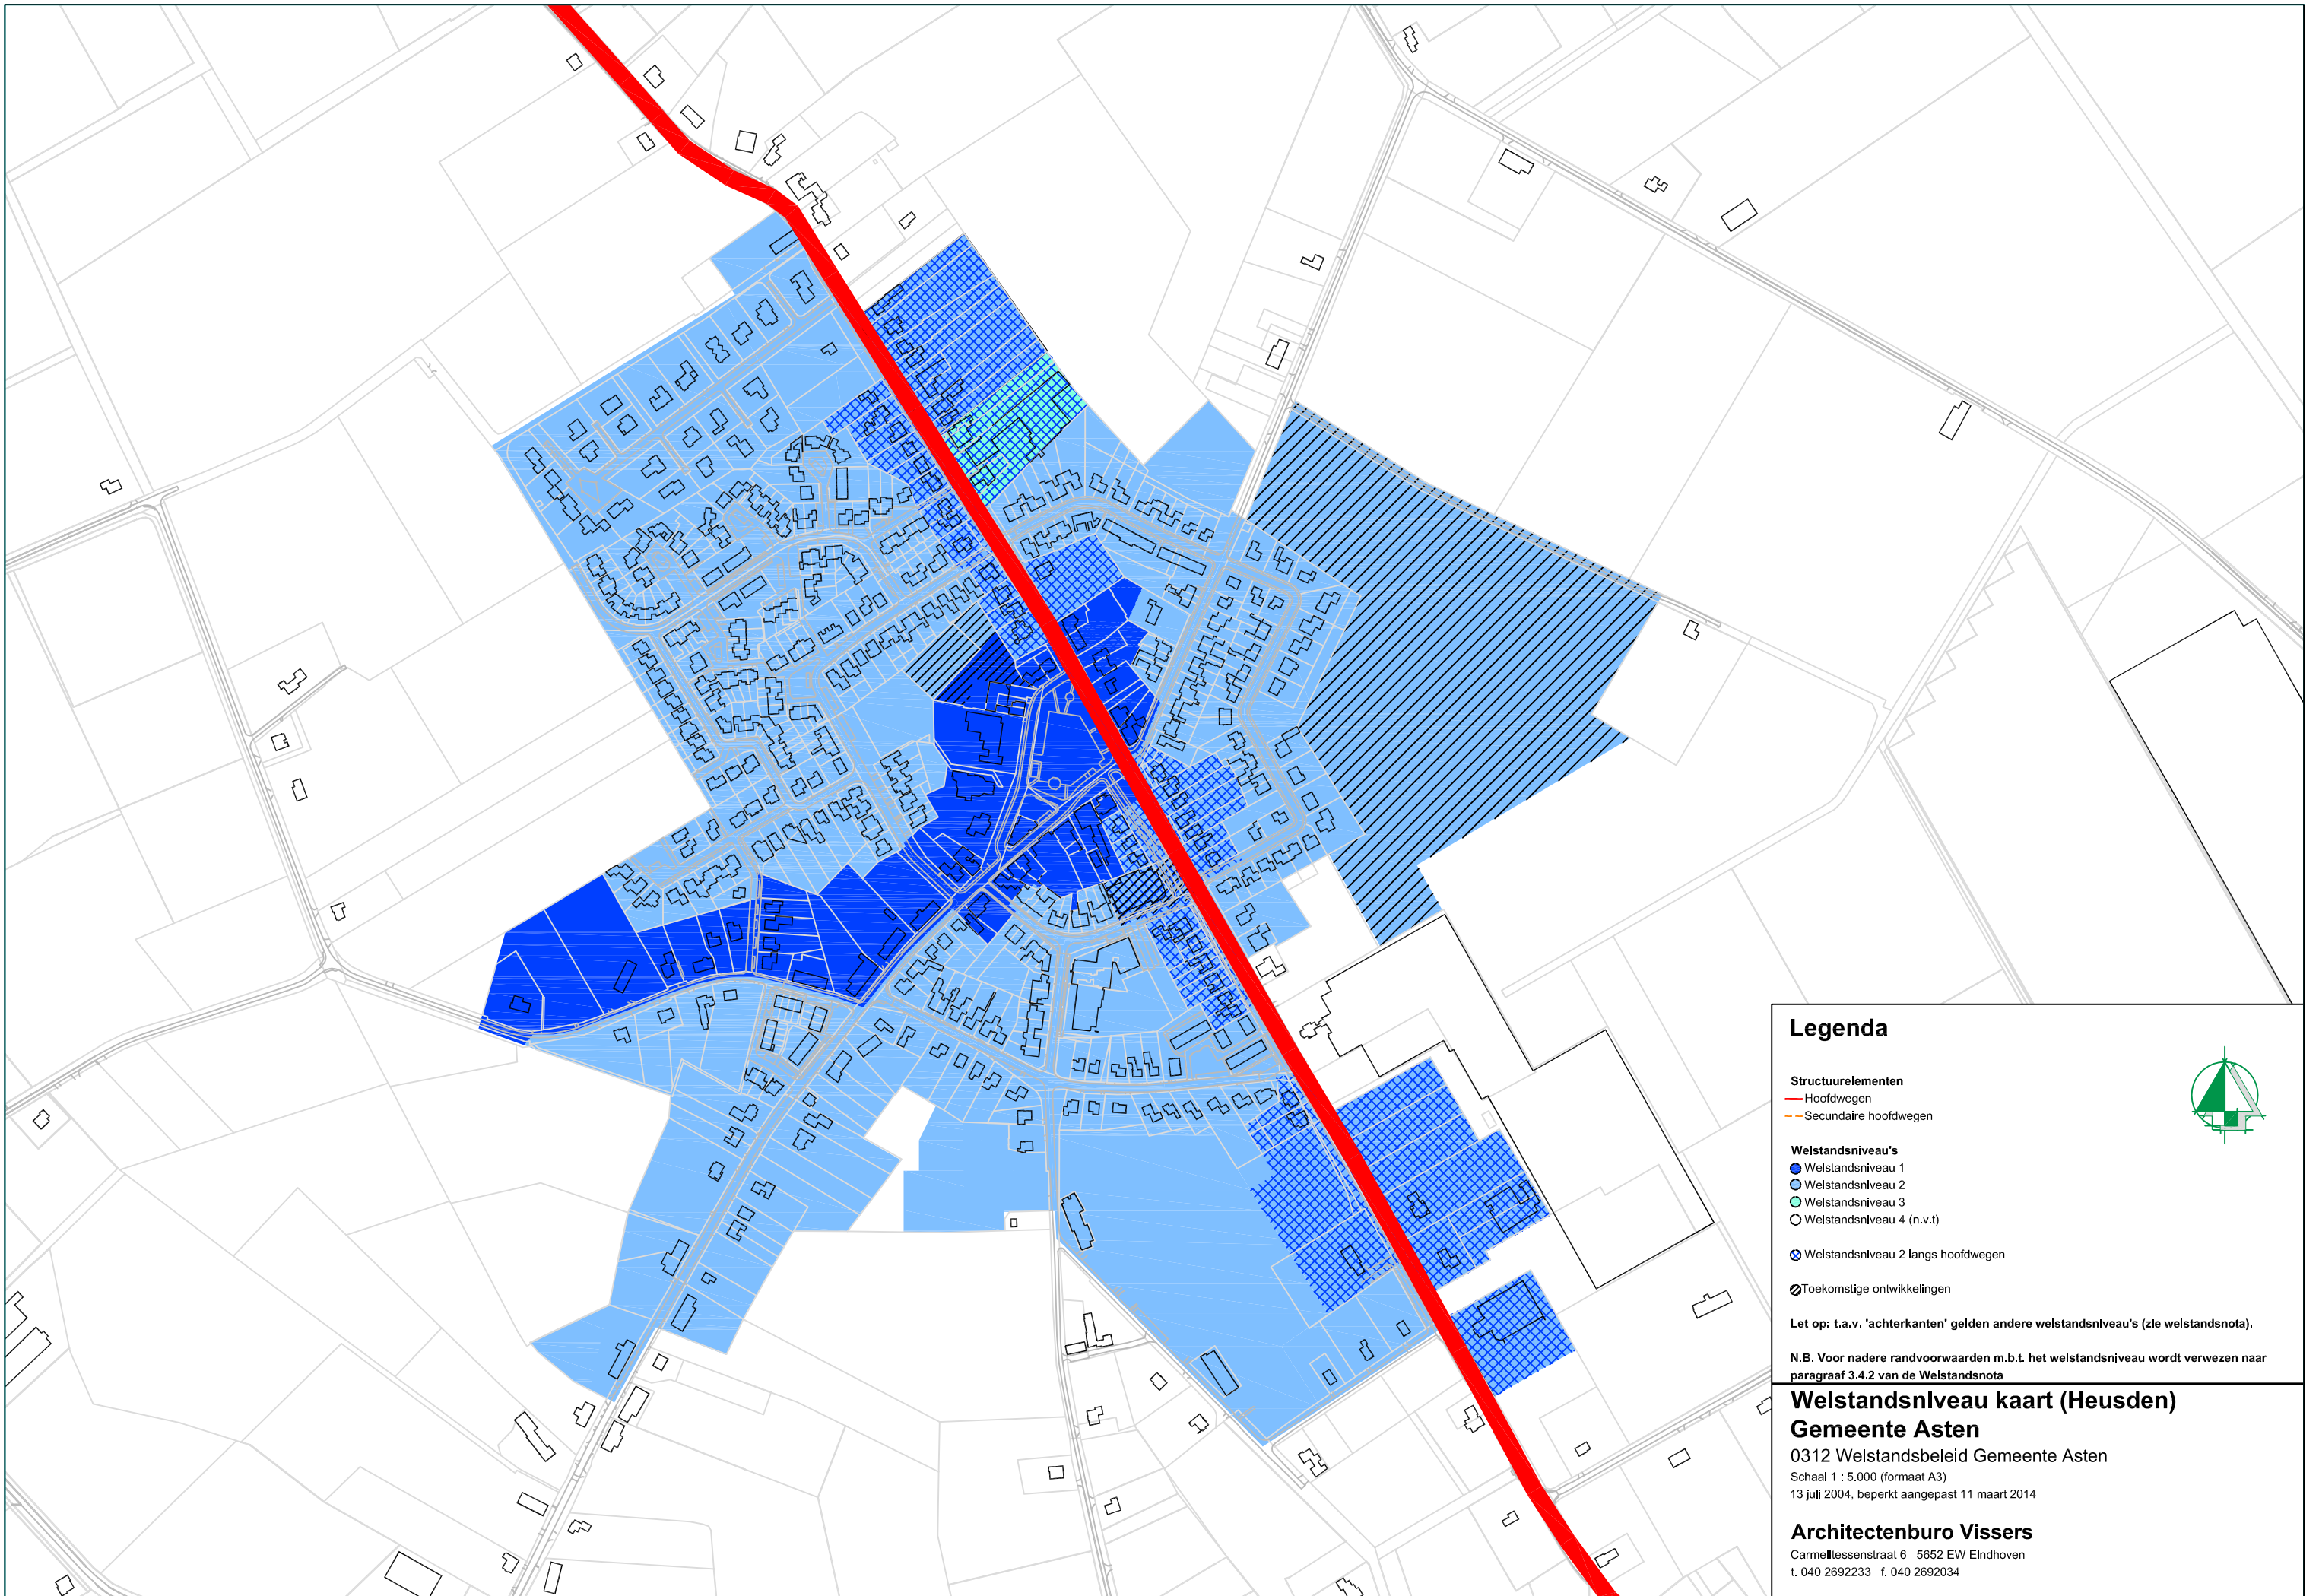 Legenda
Structuurelementen
Hoofdwegen
Secundaire hoofdwegen
Welstandsniveau's
Welstandsniveau 1
Welstandsniveau 2
Welstandsniveau 3
Welstandsniveau 4 (n.v.t)
Welstandsniveau 2 langs hoofdwegen
Toekomstige ontwikkelingen
Let op: t.a.v. 'achterkanten' gelden andere welstandsniveau's (zie welstandsnota).
N.B. Voor nadere randvoorwaarden m.b.t. het welstandsniveau wordt verwezen naar
paragraaf 3.4.2 van de Welstandsnota
Welstandsniveau kaart (Heusden)
Gemeente Asten
0312 Welstandsbeleid Gemeente Asten
Schaal 1 : 5.000 (formaat A3)
13 juli 2004, beperkt aangepast 11 maart 2014
Architectenburo Vissers
Carmelitessenstraat 6 5652 EW Eindhoven
t. 040 2692233 f. 040 2692034